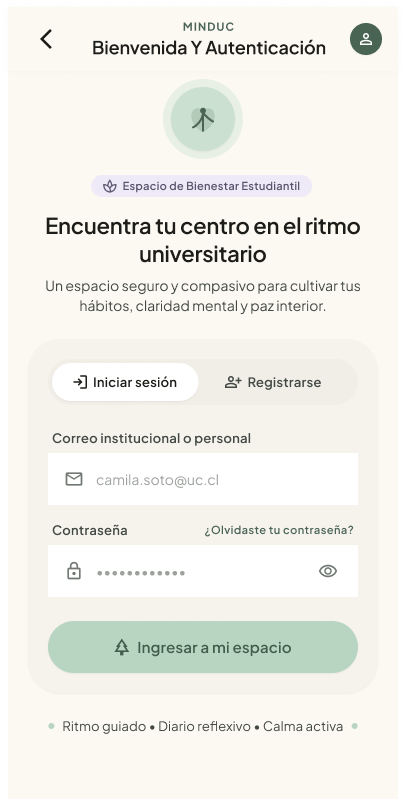 MINDUC
Bienvenida Y Autenticación
Espacio de Bienestar Estudiantil
Encuentra tu centro en el ritmo
universitario
Un espacio seguro y compasivo para cultivar tus
hábitos, claridad mental y paz interior.
Iniciar sesión
Registrarse
Correo institucional o personal
camila.soto@uc.cl
Contraseña
¿Olvidaste tu contraseña?
••••••••••••
Ingresar a mi espacio
Ritmo guiado • Diario reflexivo • Calma activa